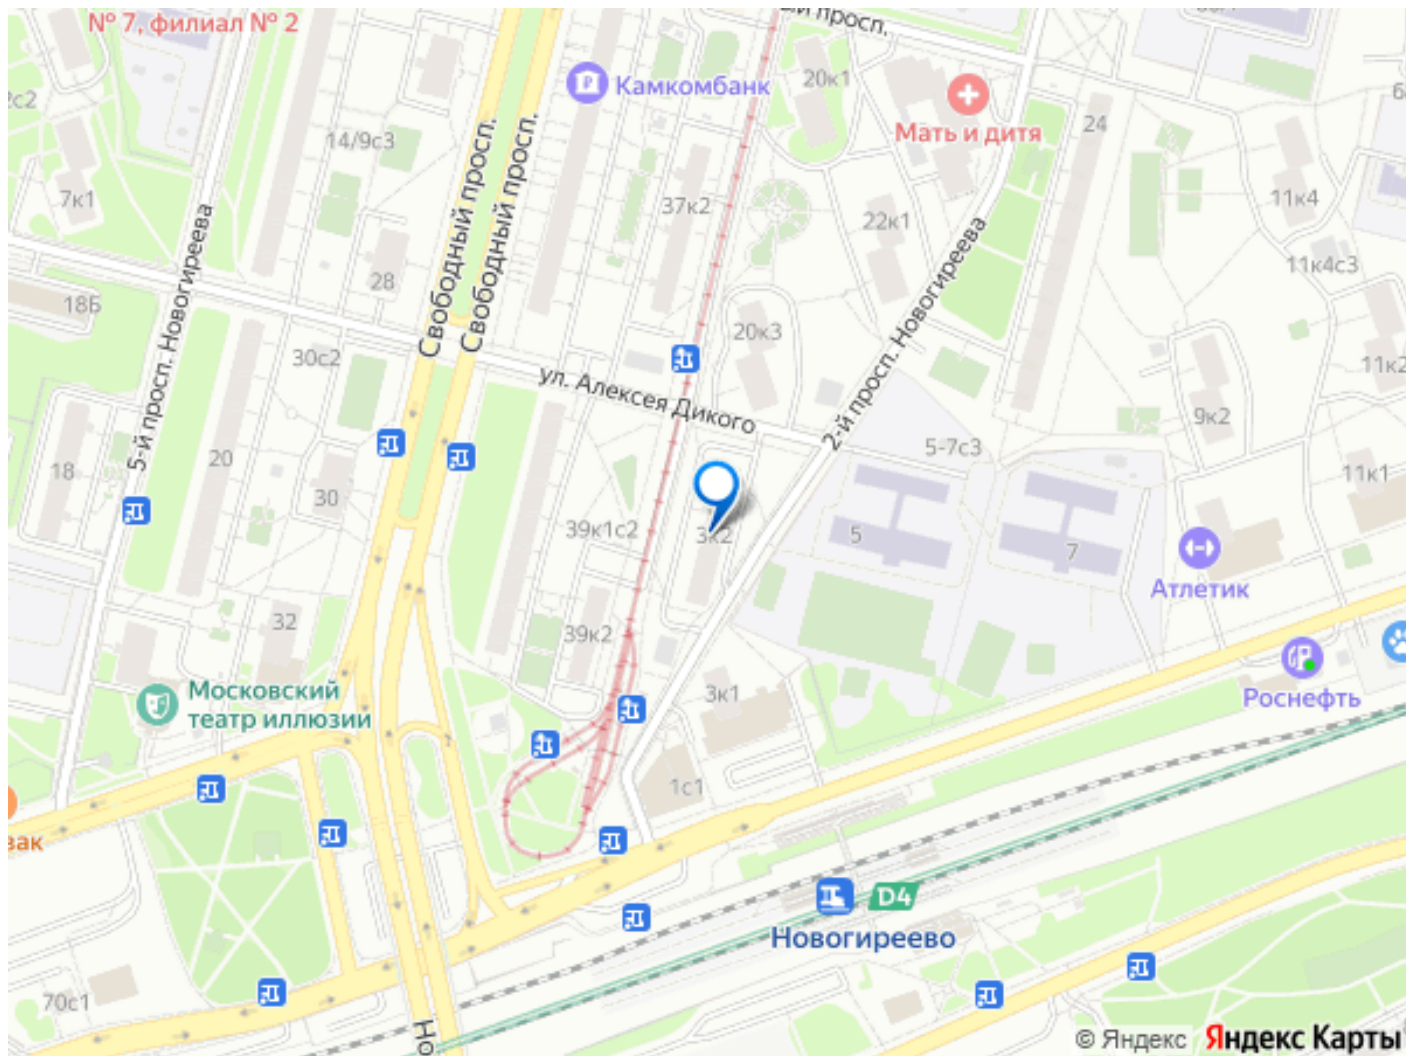 № 7, филиал № 2
ый просп.
20к1
Камкомбанк
Мать и дитя
24
14/9с3
7к1
37к2
22к1
11к4
11к4с3
Свободный просп.
Свободный просп.
5-й просп. Новогиреева
2-й просп. Новогиреева
28
18Б
30с2
20к3
11к2
ул. Алексея Дикого
9к2
5-7с3
18
20
30
11к1
39к1с2
3к2
5
7
Атлетик
32
39к2
Московский
театр иллюзии
3к1
Роснефть
1с1
зак
D4
Новогиреево
70с1
Но
© Яндекс Яндекс Карты